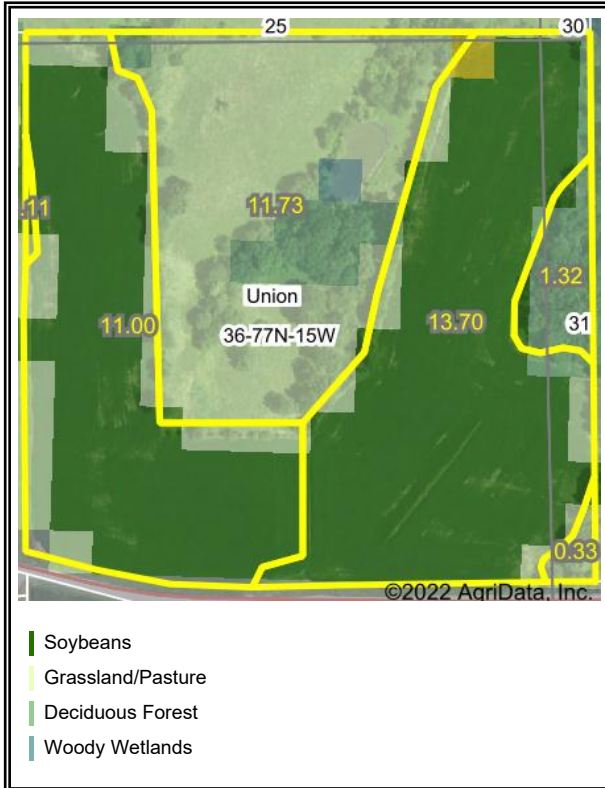 25
30
.11
11.73
1.32
Union
11.00
13.70
31
36-77N-15W
0.33
©2022 AgriData, Inc.
Soybeans
Grassland/Pasture
Deciduous Forest
Woody Wetlands